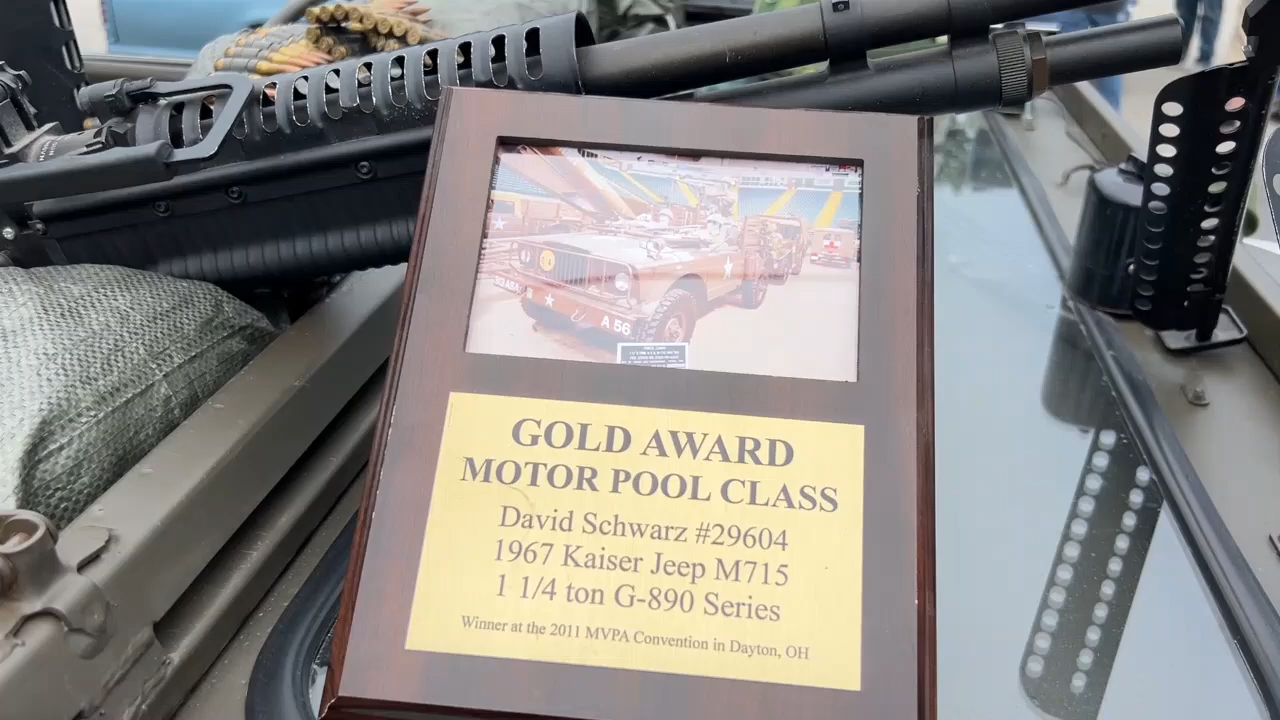 A 56
GOLD AWARD
MOTOR POOL CLASS
David Schwarz #29604
1967 Kaiser Jeep M715
1 1/4 ton G-890 Series
Winner at the 2011 MVPA Convention in Dayton, OH